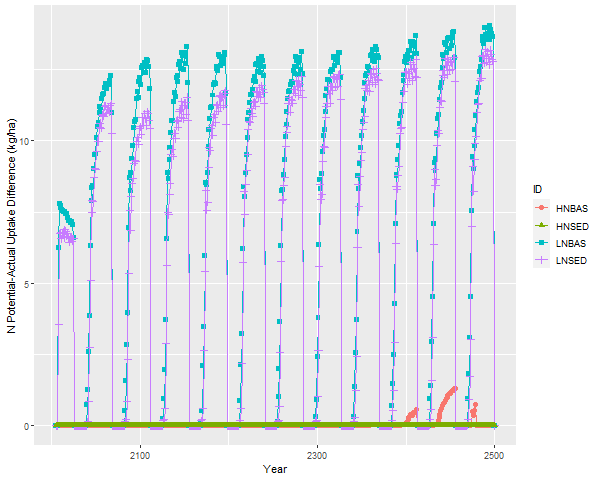 N Potential-Actual Uptake Difference (kg/ha)
10
5
0
2100
2300
2500
Year
ID
HNBAS
HNSED
LNBAS
LNSED